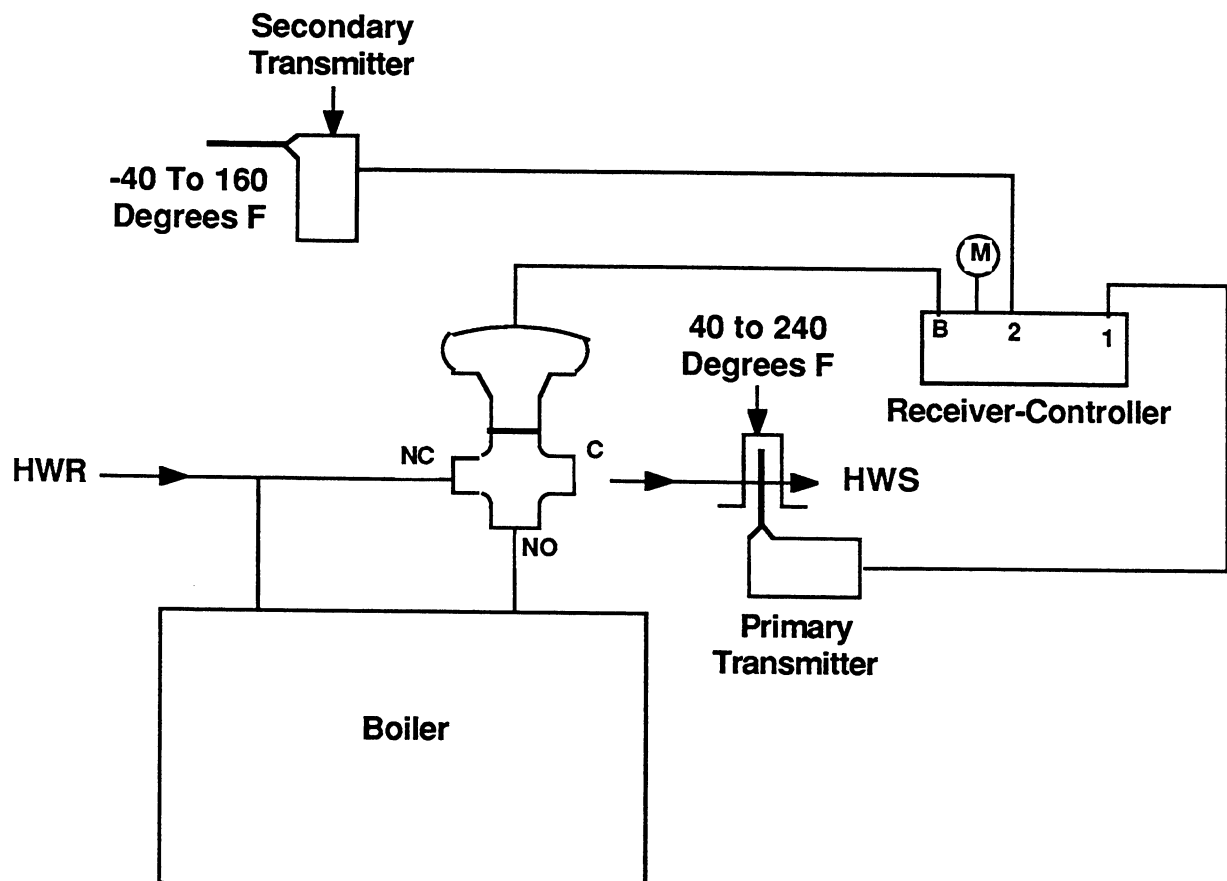 Secondary
Transmitter
-40 To 160
Degrees F
M
40 to 240
Degrees F
B
2
1
Receiver-Controller
NC
C
HWR
HWS
NO
Primary
Transmitter
Boiler